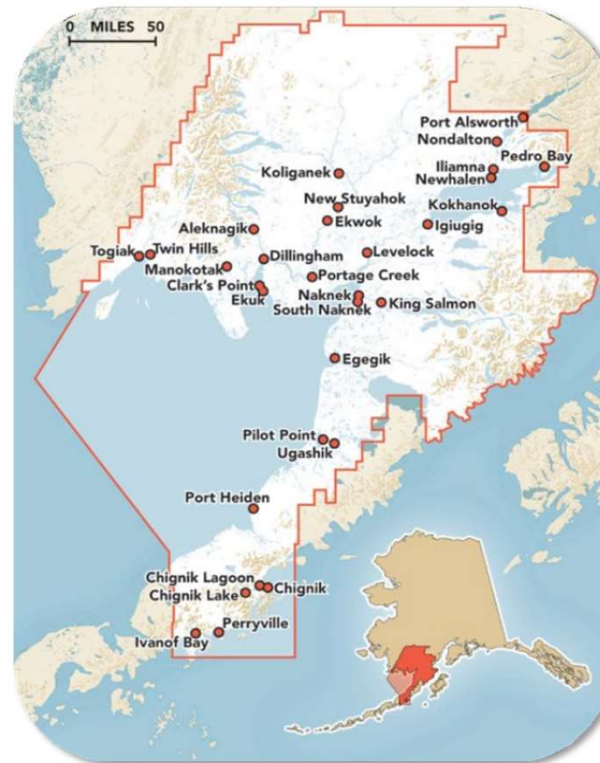 0 MILES 50
Port Alsworth
Nondalton
Pedro Bay
Iliamna
Newhalen
Koliganek
New Stuyahok
Kokhanok
Ekwok
Igiugig
Aleknagik
Togiak
Twin Hills
Dillingham
Levelock
Manokotak
Portage Creek
Clark's Point
Ekuk
Naknek
South Naknek
King Salmon
Egegik
Pilot Point
Ugashik
Port Heiden
Chignik Lagoon
Chignik
Chignik Lake
Perryville
Ivanof Bay